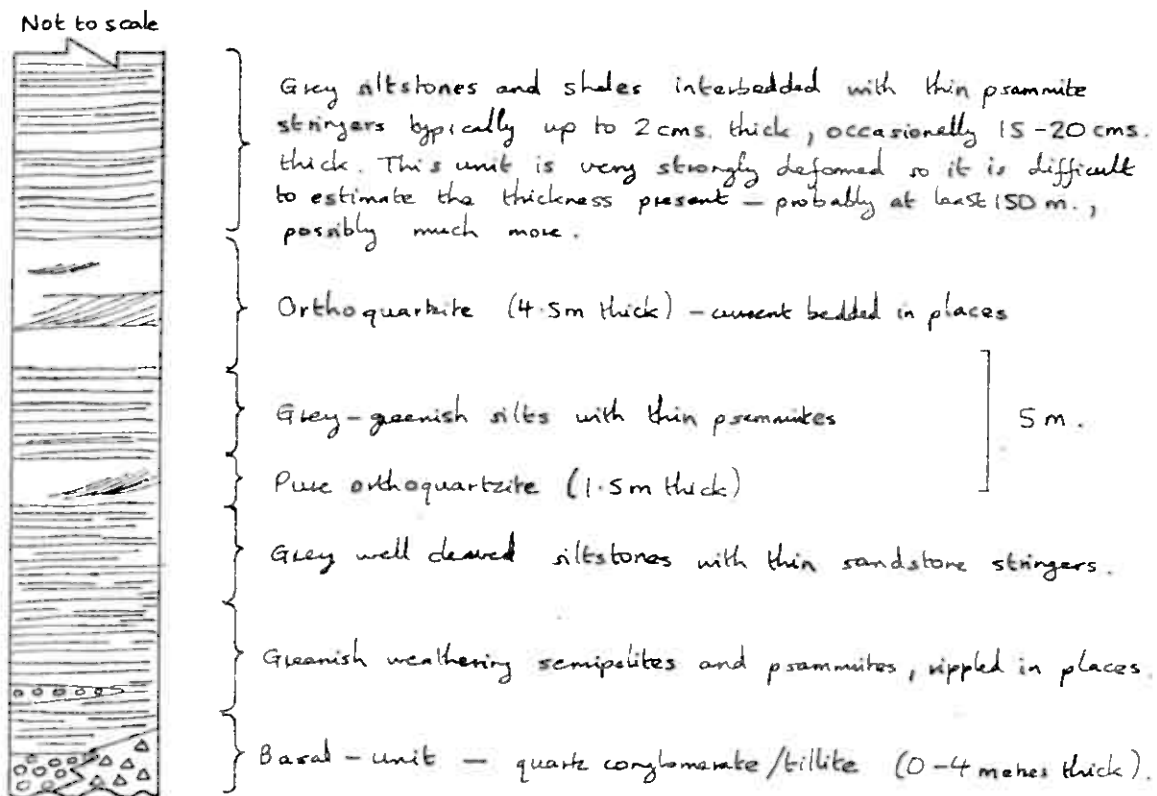 Not to scale
Grey siltstones and shales interbedded with thin psammite
stringers typically up to 2 cms. thick, occasionally 15-20 cms.
thick. This unit is very strongly deformed so it is difficult
to estimate the thickness present – probably at least 150 m.,
possibly much more.
Orthoquartzite (4.5m thick) – current bedded in places
Grey-greenish silts with thin psammites
5 m.
Pure orthoquartzite (1.5m thick)
Grey well cleaved siltstones with thin sandstone stringers.
Greenish weathering semipelites and psammites, rippled in places.
Basal-unit – quartz conglomerate/tillite (0-4 metres thick).